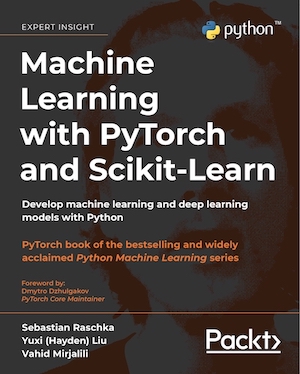 EXPERT INSIGHT
python™
Machine
Learning
with PyTorch
and Scikit-Learn
Develop machine learning and deep learning
models with Python
PyTorch book of the bestselling and widely
acclaimed Python Machine Learning series
Foreword by:
Dmytro Dzhulgakov
PyTorch Core Maintainer
Sebastian Raschka
Yuxi (Hayden) Liu
Vahid Mirjalili
Packt>